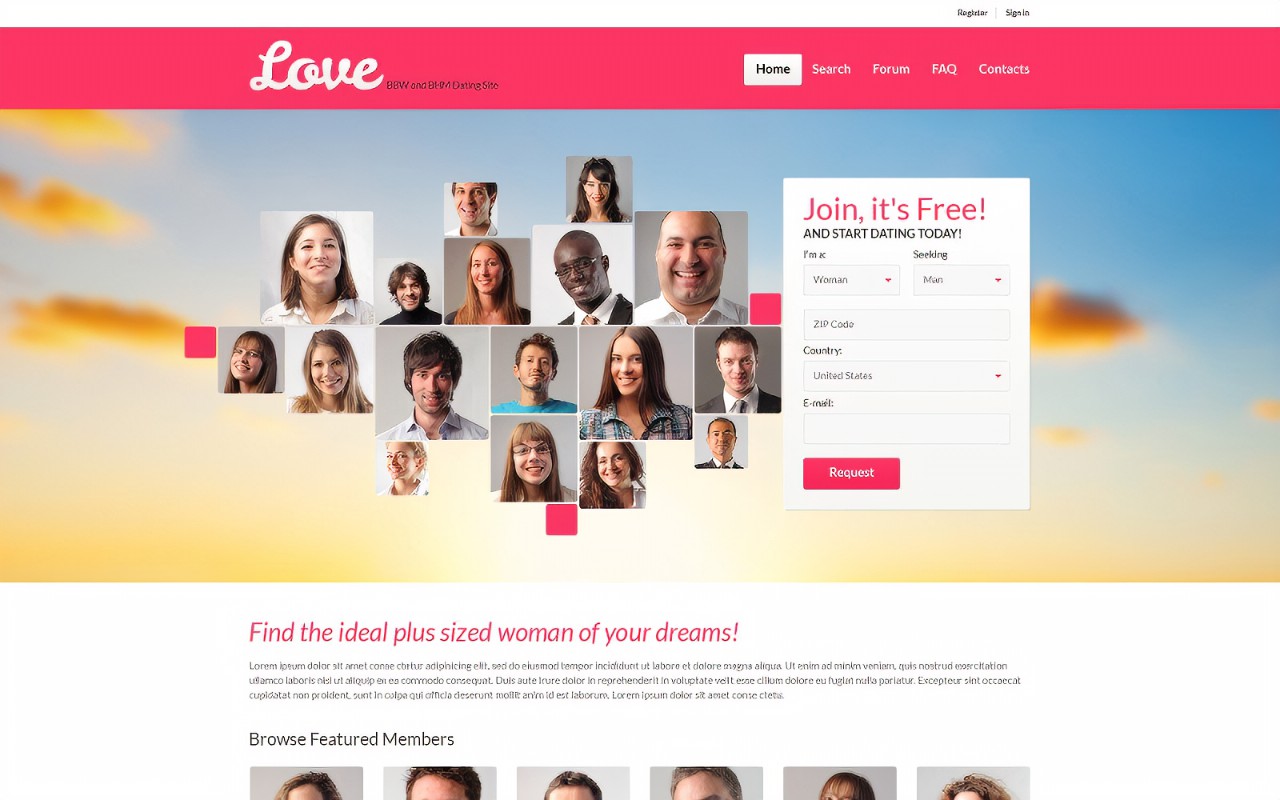 Register
Sign in
Love BBW and BHM Dating Site
Home Search Forum FAQ Contacts
Join, it's Free!
AND START DATING TODAY!
I'm a: Seeking
Woman Man
ZIP Code
Country:
United States
E-mail:
Request
Find the ideal plus sized woman of your dreams!
Lorem ipsum dolor sit amet conse ctetur adipisicing elit, sed do eiusmod tempor incididunt ut labore et dolore magna aliqua. Ut enim ad minim veniam, quis nostrud exercitation
ullamco laboris nisi ut aliquip ex ea commodo consequat. Duis aute irure dolor in reprehenderit in voluptate velit esse cillum dolore eu fugiat nulla pariatur. Excepteur sint occaecat
cupidatat non proident, sunt in culpa qui officia deserunt mollit anim id est laborum. Lorem ipsum dolor sit amet conse ctetu.
Browse Featured Members